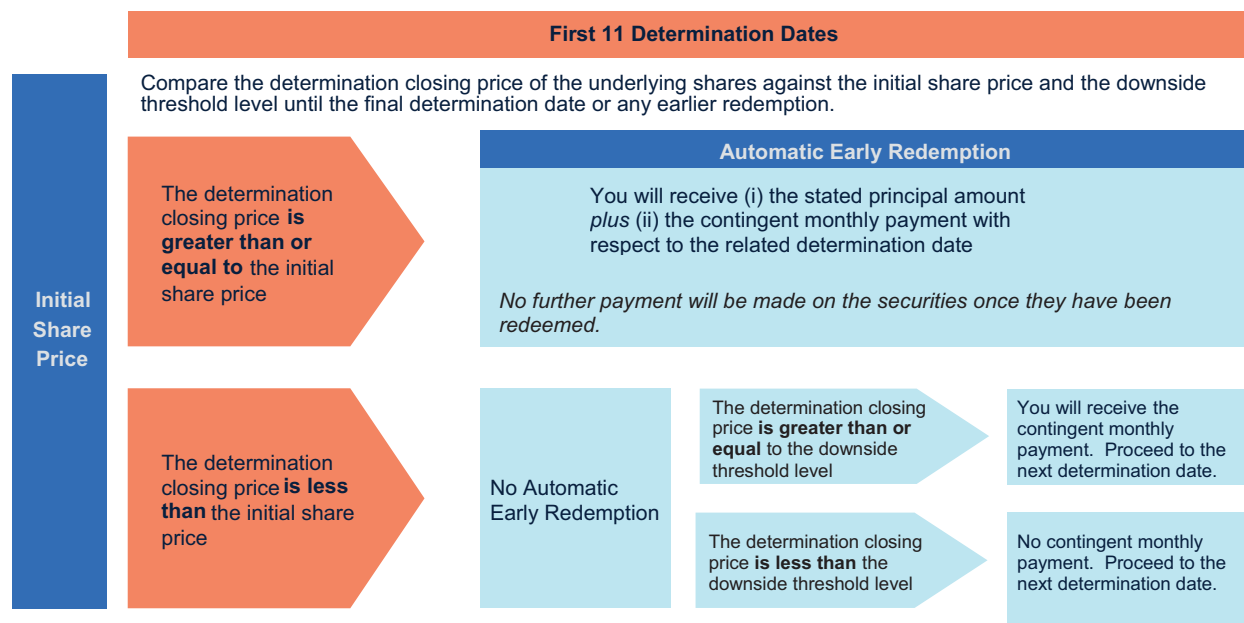 First 11 Determination Dates
Compare the determination closing price of the underlying shares against the initial share price and the downside
threshold level until the final determination date or any earlier redemption.
Initial
Share
Price
The determination
closing price is
greater than or
equal to the initial
share price
Automatic Early Redemption
You will receive (i) the stated principal amount
plus (ii) the contingent monthly payment with
respect to the related determination date
No further payment will be made on the securities once they have been
redeemed.
The determination
closing price is less
than the initial share
price
No Automatic
Early Redemption
The determination closing
price is greater than or
equal to the downside
threshold level
You will receive the
contingent monthly
payment. Proceed to the
next determination date.
The determination closing
price is less than the
downside threshold level
No contingent monthly
payment. Proceed to the
next determination date.